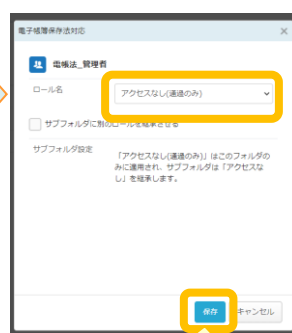 電子帳簿保存法対応
電帳法_管理者
ロール名
アクセスなし(通過のみ)
サブフォルダに別のロールを継承させる
サブフォルダ設定
「アクセスなし(通過のみ)」はこのフォルダの
みに適用され、サブフォルダは「アクセスな
し」を継承します。
保存
キャンセル